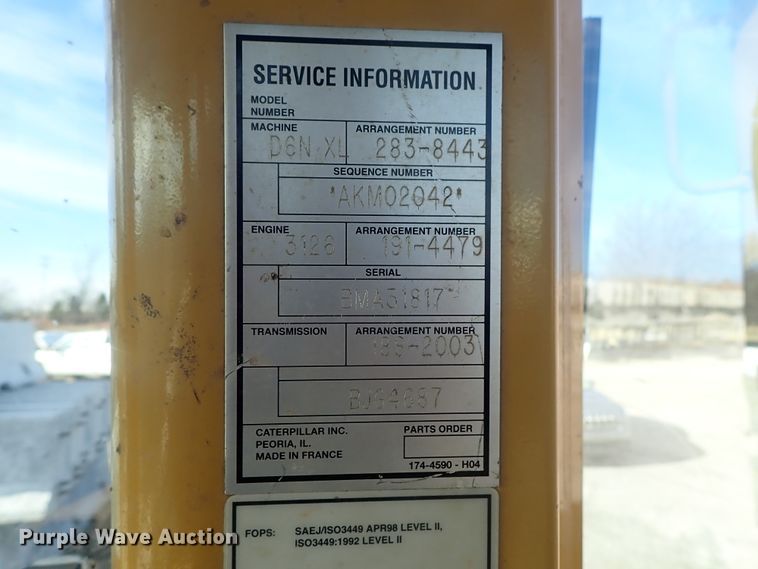 SERVICE INFORMATION
MODEL
NUMBER
MACHINE
ARRANGEMENT NUMBER
D6N XL
283-8443
SEQUENCE NUMBER
*AKM02042*
ENGINE
ARRANGEMENT NUMBER
3126
191-4479
SERIAL
BMA51817*
TRANSMISSION
ARRANGEMENT NUMBER
CATERPILLAR INC.
PARTS ORDER
PEORIA, IL.
MADE IN FRANCE
174-4590 - H04
FOPS:
SAEJ/ISO3449 APR98 LEVEL II,
ISO3449:1992 LEVEL II
Purple Wave Auction